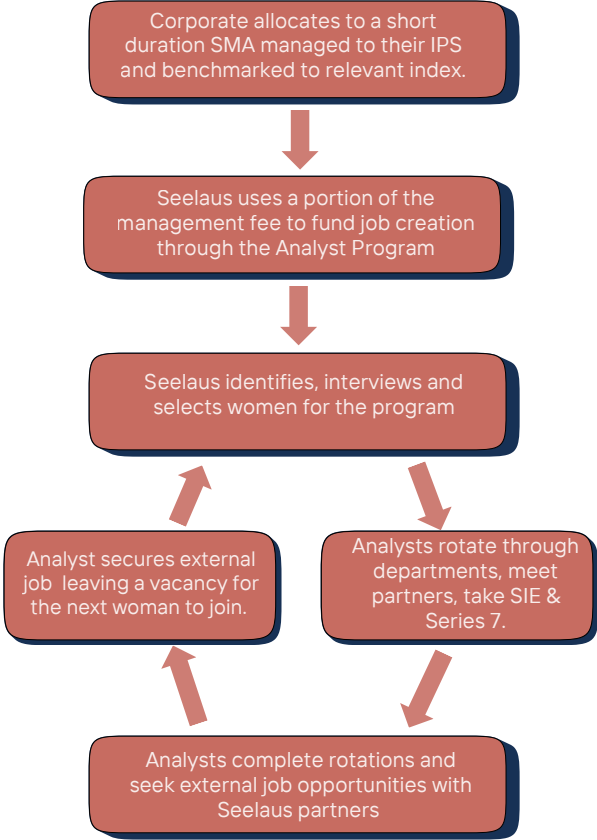 Corporate allocates to a short
duration SMA managed to their IPS
and benchmarked to relevant index.
Seelaus uses a portion of the
management fee to fund job creation
through the Analyst Program
Seelaus identifies, interviews and
selects women for the program
Analysts rotate through
departments, meet
partners, take SIE &
Series 7.
Analysts complete rotations and
seek external job opportunities with
Seelaus partners
Analyst secures external
job  leaving a vacancy for
the next woman to join.